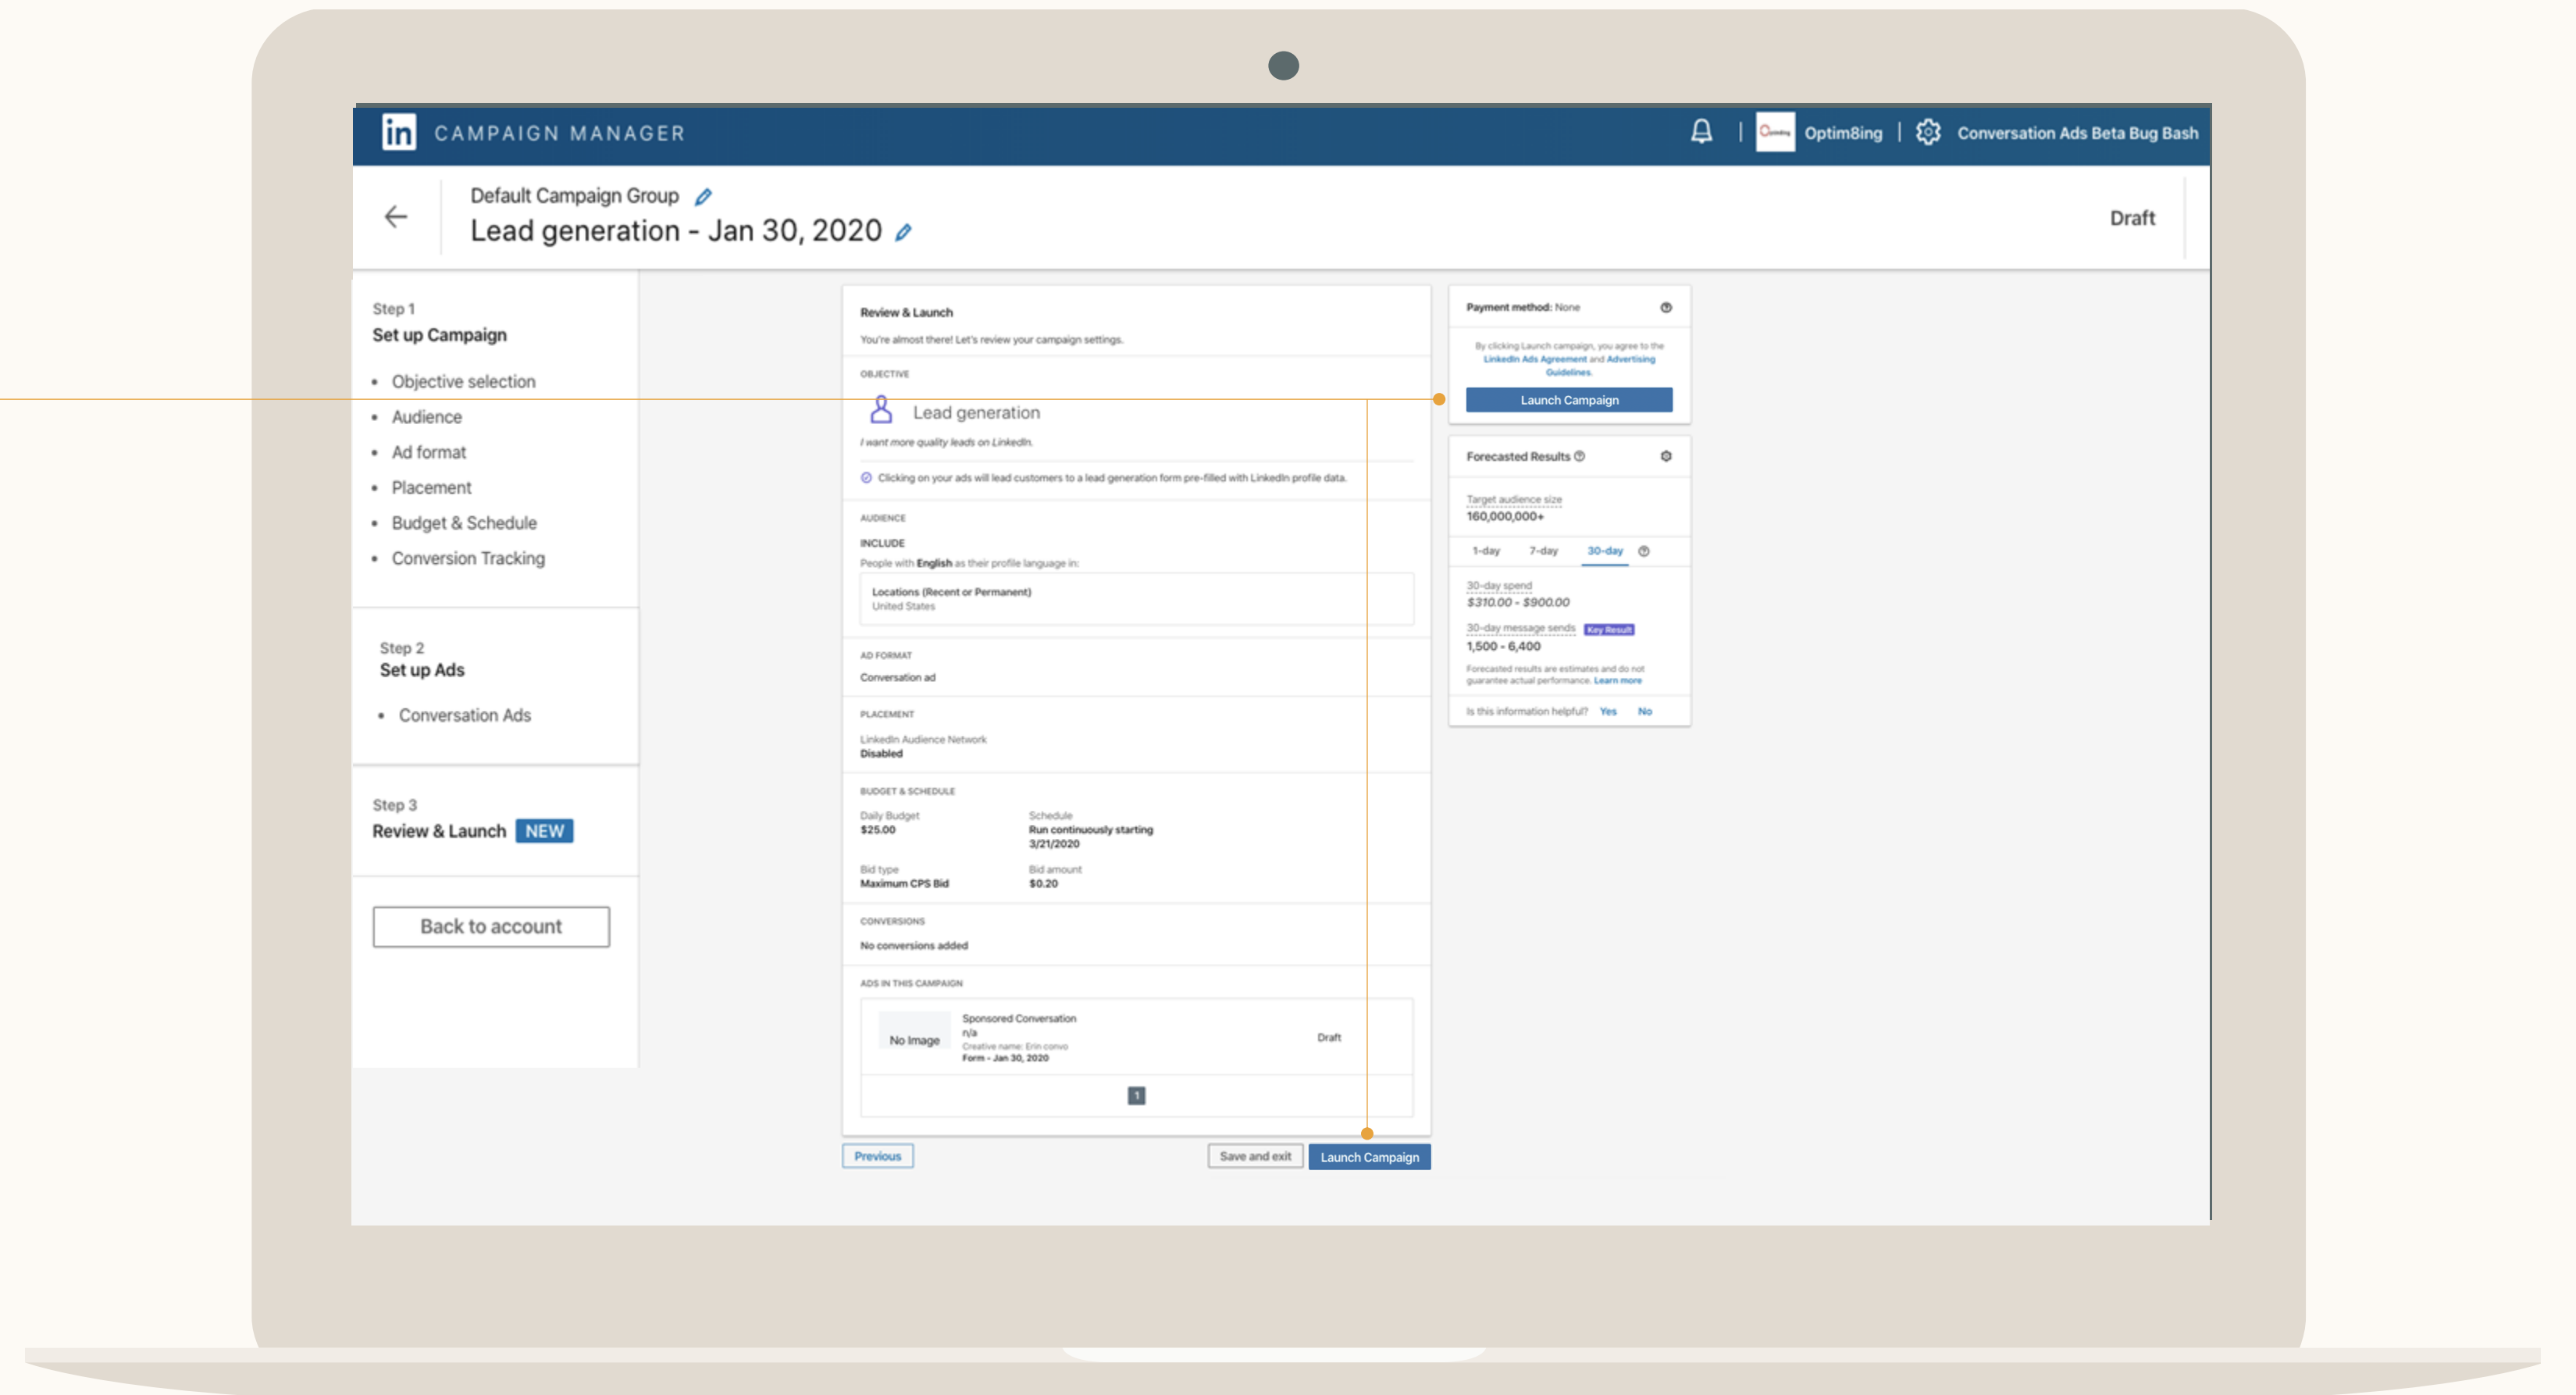 in CAMPAIGN MANAGER
Optim8ing
Conversation Ads Beta Bug Bash
Default Campaign Group
Lead generation - Jan 30, 2020
Draft
Step 1
Set up Campaign
• Objective selection
• Audience
• Ad format
• Placement
• Budget & Schedule
• Conversion Tracking
Step 2
Set up Ads
• Conversation Ads
Step 3
Review & Launch NEW
Back to account
Review & Launch
You're almost there! Let's review your campaign settings.
OBJECTIVE
Lead generation
I want more quality leads on LinkedIn.
Clicking on your ads will lead customers to a lead generation form pre-filled with LinkedIn profile data.
AUDIENCE
INCLUDE
People with English as their profile language in:
Locations (Recent or Permanent)
United States
AD FORMAT
Conversation ad
PLACEMENT
LinkedIn Audience Network
Disabled
BUDGET & SCHEDULE
Daily Budget
$25.00
Schedule
Run continuously starting
3/21/2020
Bid type
Maximum CPS Bid
Bid amount
$0.20
CONVERSIONS
No conversions added
ADS IN THIS CAMPAIGN
No Image
Sponsored Conversation
n/a
Creative name: Erin convo
Form - Jan 30, 2020
Draft
1
Previous
Save and exit
Launch Campaign
Payment method: None
By clicking Launch campaign, you agree to the
LinkedIn Ads Agreement and Advertising
Guidelines.
Launch Campaign
Forecasted Results
Target audience size
160,000,000+
1-day 7-day 30-day
30-day spend
$310.00 - $900.00
30-day message sends Key Result
1,500 - 6,400
Forecasted results are estimates and do not
guarantee actual performance. Learn more
Is this information helpful? Yes No